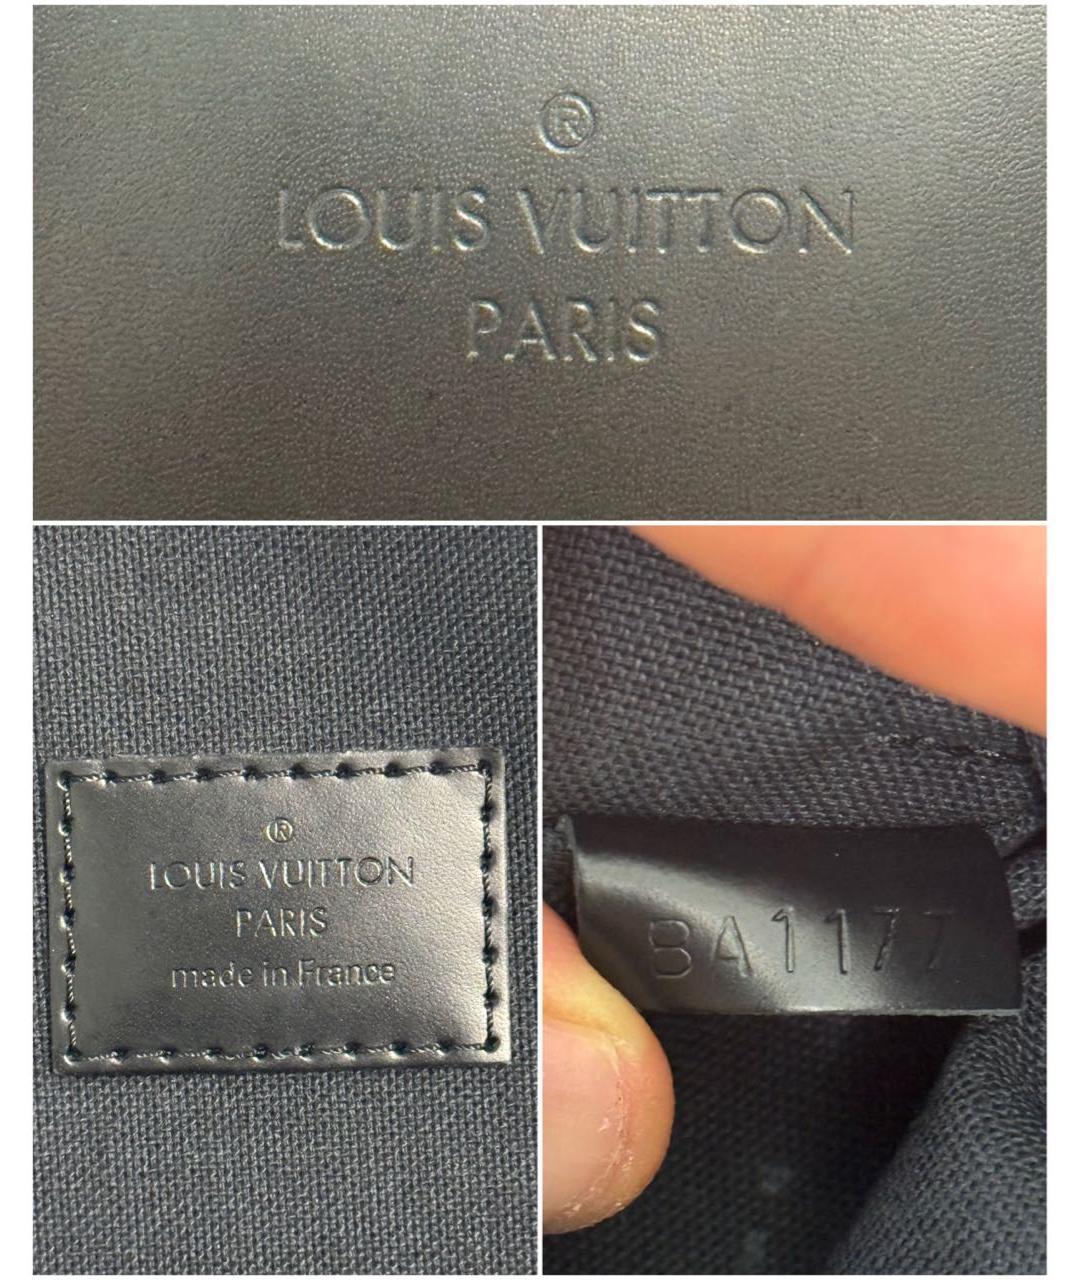 ®
LOUIS VUITTON
PARIS
®
LOUIS VUITTON
PARIS
made in France
BA1177